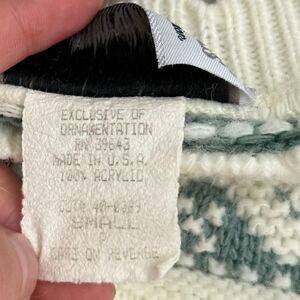 EXCLUSIVE OF
ORNAMENTATION
RN 39643
MADE IN U.S.A.
100% ACRYLIC
SMALL
CARE ON REVERSE